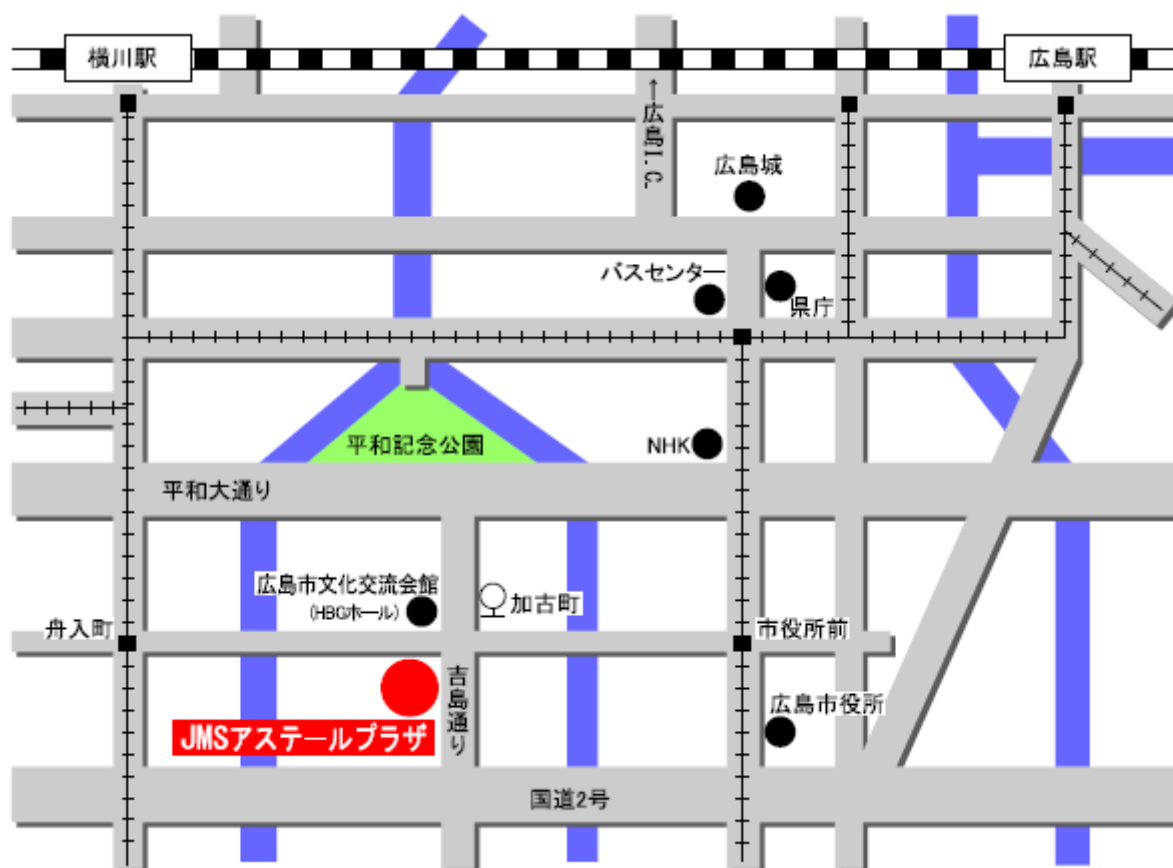 横川駅
広島駅
←広島I.C.
広島城
バスセンター
県庁
平和記念公園
NHK
平和大通り
広島市文化交流会館
(HBGホール)
加古町
舟入町
市役所前
吉島通り
広島市役所
JMSアステールプラザ
国道2号